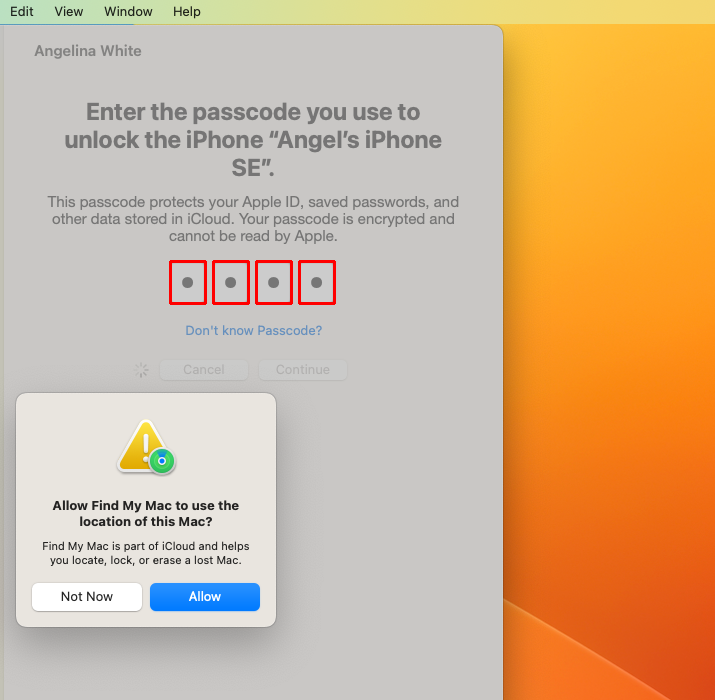 Edit View Window Help
Angelina White
Enter the passcode you use to
unlock the iPhone “Angel’s iPhone
SE”.
This passcode protects your Apple ID, saved passwords, and
other data stored in iCloud. Your passcode is encrypted and
cannot be read by Apple.
Don't know Passcode?
Cancel Continue
Allow Find My Mac to use the
location of this Mac?
Find My Mac is part of iCloud and helps
you locate, lock, or erase a lost Mac.
Not Now Allow